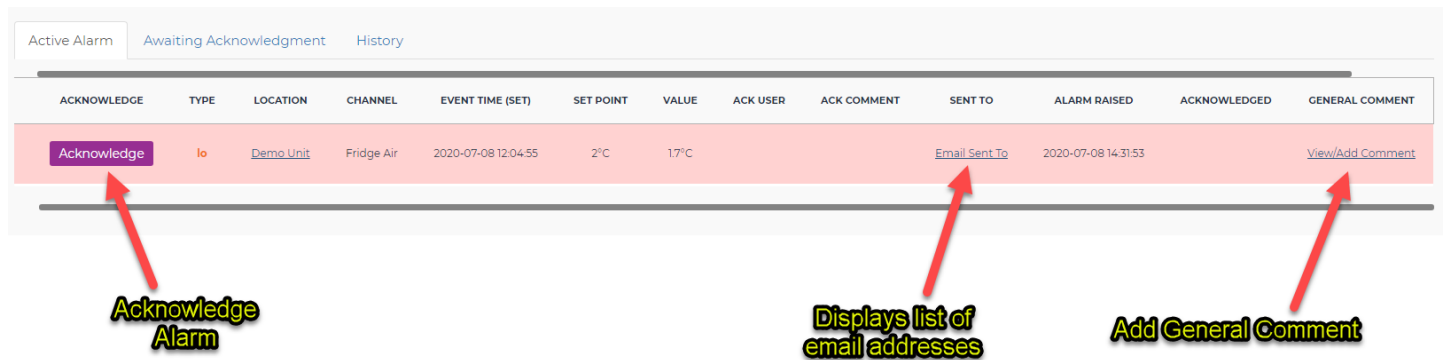 Active Alarm Awaiting Acknowledgment History
ACKNOWLEDGE TYPE LOCATION CHANNEL EVENT TIME (SET) SET POINT VALUE ACK USER ACK COMMENT SENT TO ALARM RAISED ACKNOWLEDGED GENERAL COMMENT
Acknowledge lo Demo Unit Fridge Air 2020-07-08 12:04:55 2°C 1.7°C Email Sent To 2020-07-08 14:31:53 View/Add Comment
Acknowledge
Alarm
Displays list of
email addresses
Add General Comment